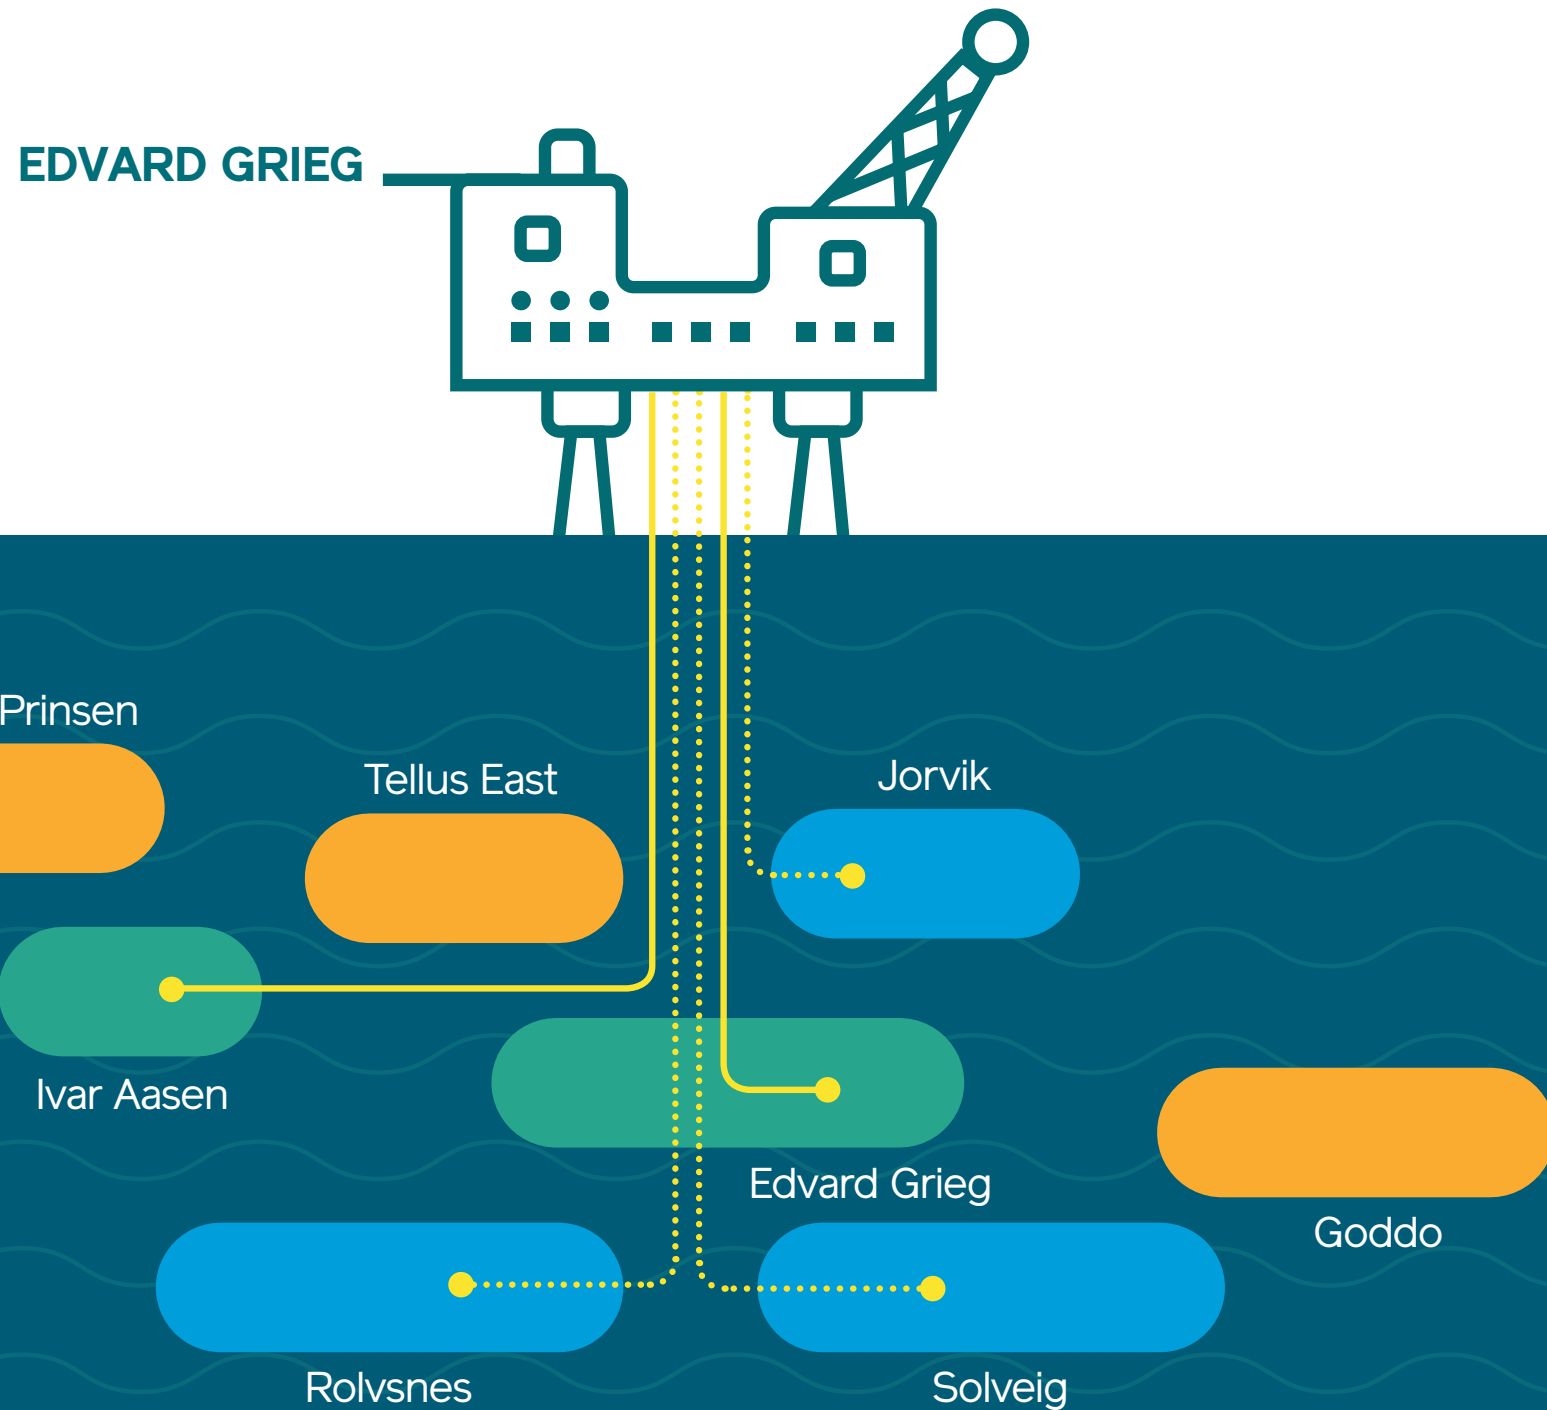 EDVARD GRIEG
Prinsen
Tellus East
Jorvik
Ivar Aasen
Edvard Grieg
Goddo
Rolvsnes
Solveig